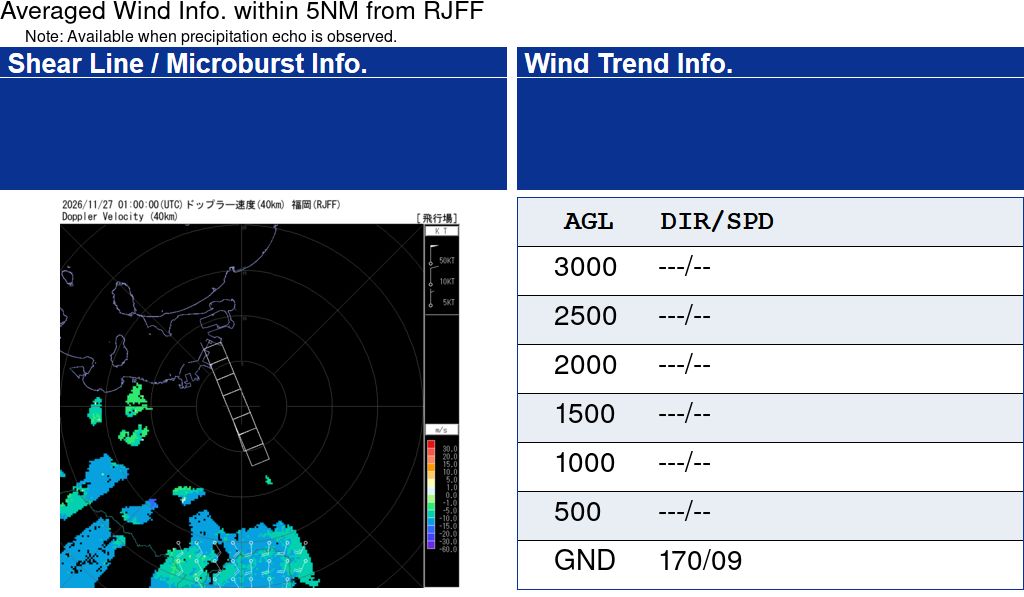 Averaged Wind Info. within 5NM from RJFF
Note: Available when precipitation echo is observed.
Shear Line / Microburst Info.
Wind Trend Info.
2026/11/27 01:00:00(UTC) ドップラー速度(40km) 福岡(RJFF)
Doppler Velocity (40km)
[飛行場]
KT
50KT
10KT
5KT
m/s
30.0
20.0
15.0
10.0
5.0
1.0
0.0
-1.0
-5.0
-10.0
-15.0
-20.0
-30.0
-60.0
AGL DIR/SPD
3000 ---/--
2500 ---/--
2000 ---/--
1500 ---/--
1000 ---/--
500 ---/--
GND 170/09